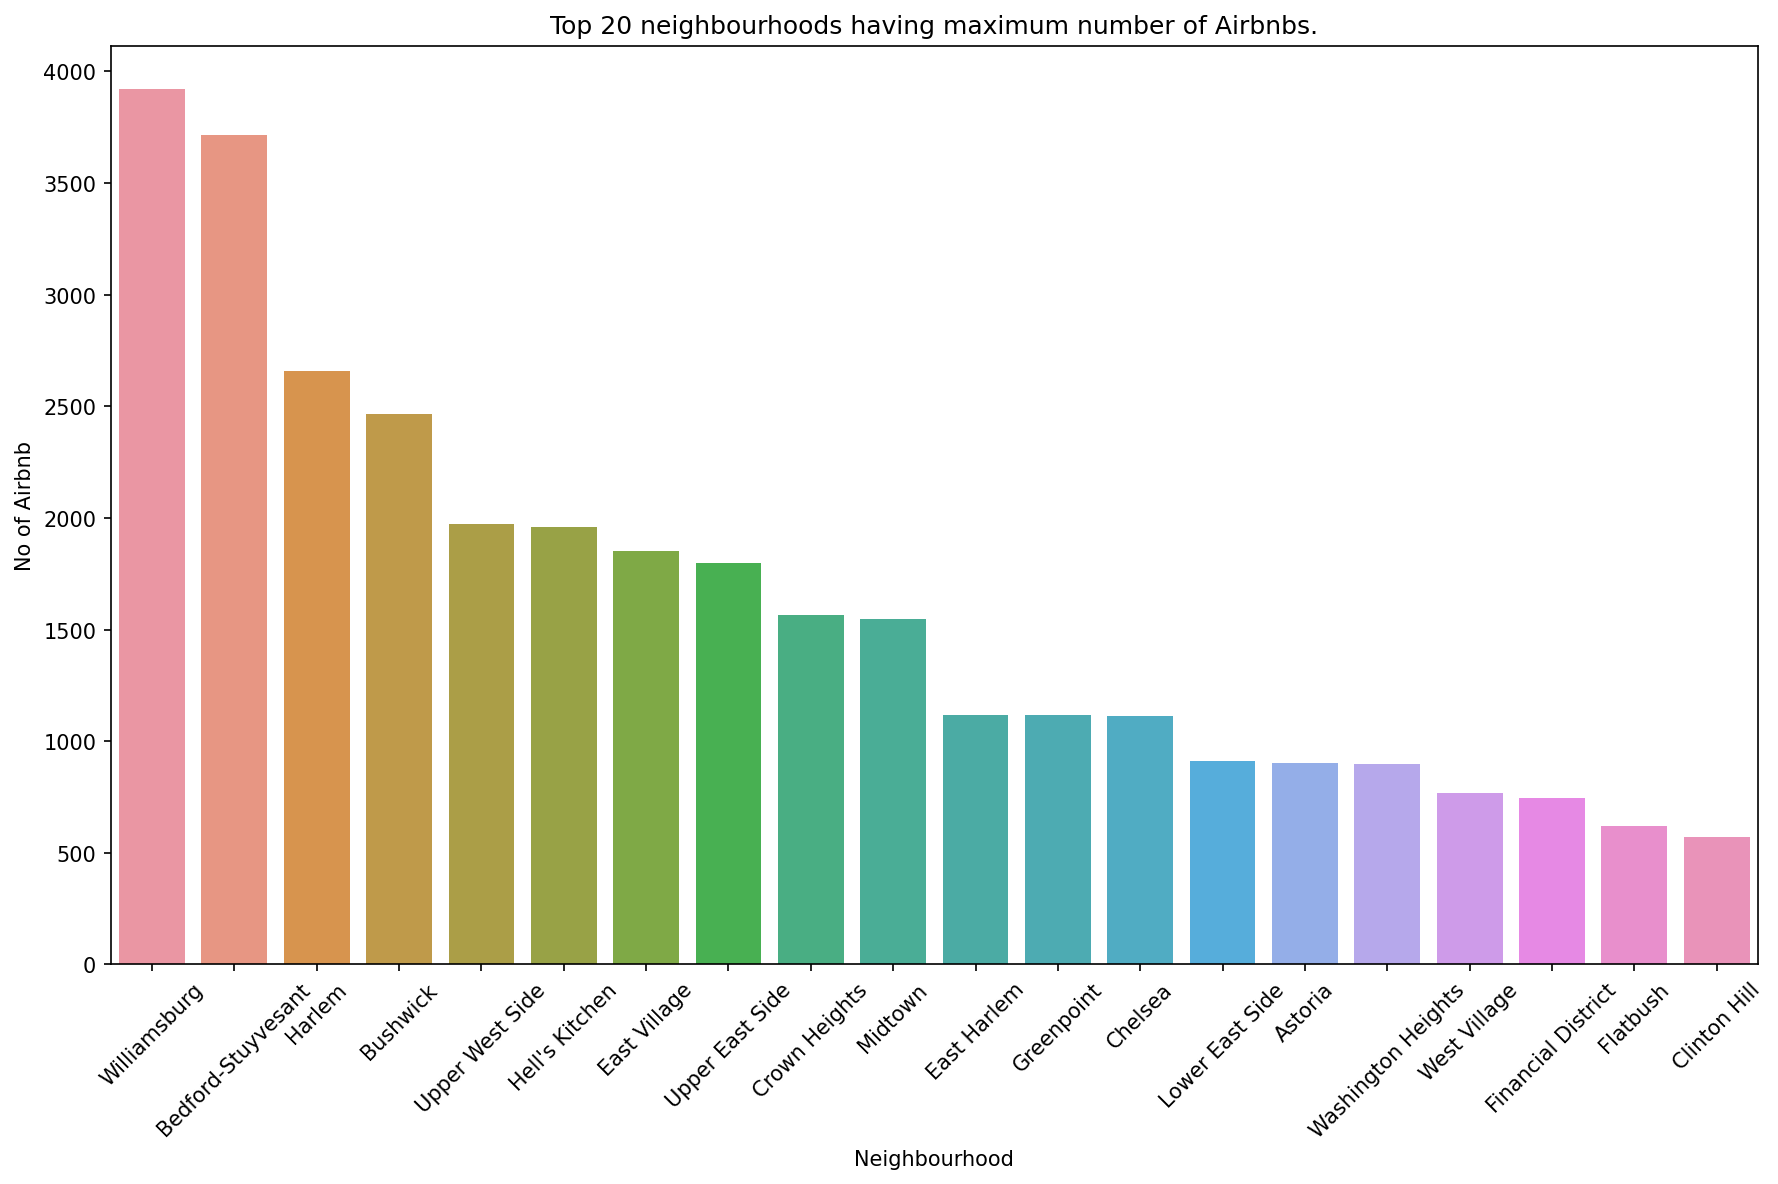 Top 20 neighbourhoods having maximum number of Airbnbs.
No of Airbnb
4000
3500
3000
2500
2000
1500
1000
500
0
Williamsburg
Bedford-Stuyvesant
Harlem
Bushwick
Upper West Side
Hell's Kitchen
East Village
Upper East Side
Crown Heights
Midtown
East Harlem
Greenpoint
Chelsea
Lower East Side
Astoria
Washington Heights
West Village
Financial District
Flatbush
Clinton Hill
Neighbourhood